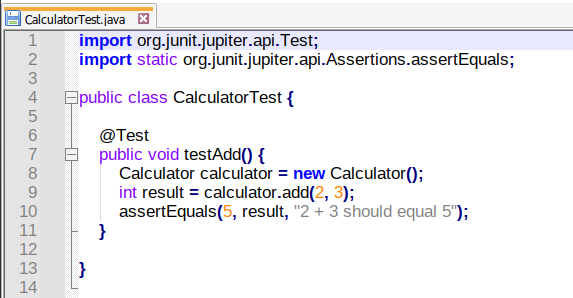 CalculatorTest.java
1 import org.junit.jupiter.api.Test;
2 import static org.junit.jupiter.api.Assertions.assertEquals;
3
4 public class CalculatorTest {
5
6 @Test
7 public void testAdd() {
8 Calculator calculator = new Calculator();
9 int result = calculator.add(2, 3);
10 assertEquals(5, result, "2 + 3 should equal 5");
11 }
12
13 }
14